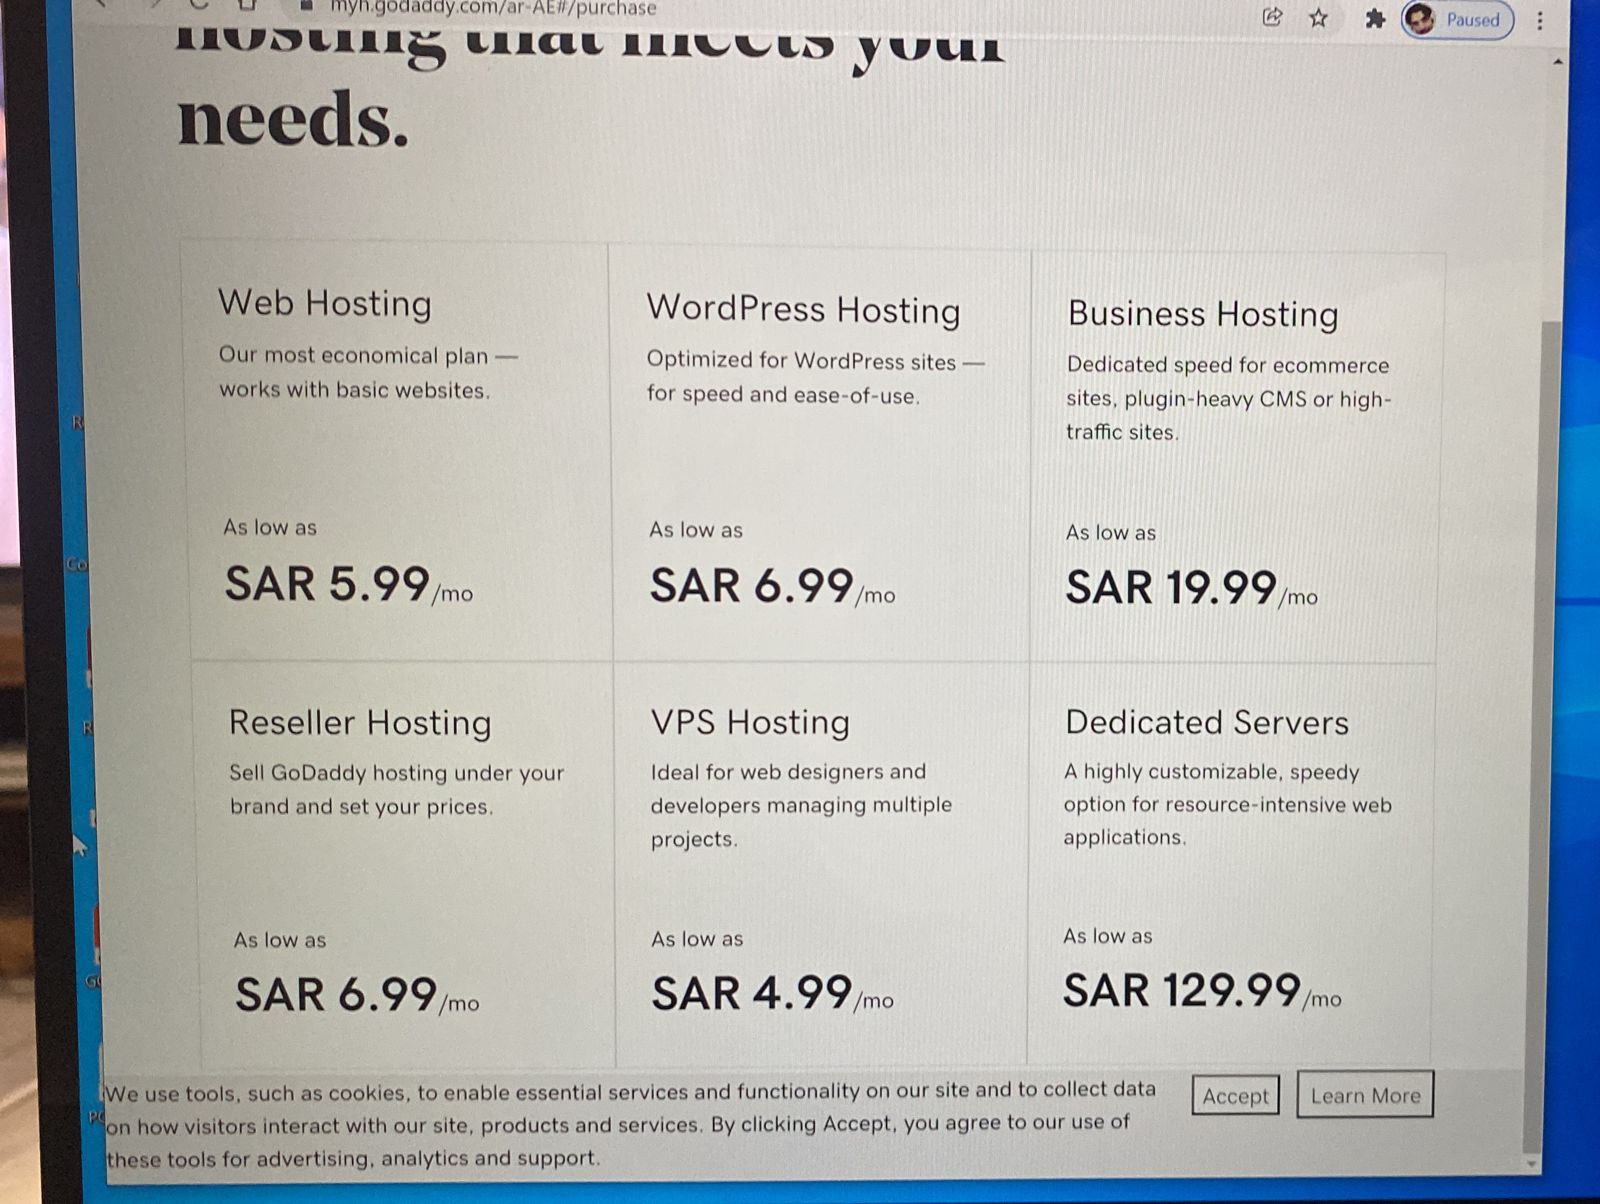 myh.godaddy.com/ar-AE#/purchase
Paused
hosting that meets your
needs.
Web Hosting
Our most economical plan —
works with basic websites.
As low as
SAR 5.99/mo
WordPress Hosting
Optimized for WordPress sites —
for speed and ease-of-use.
As low as
SAR 6.99/mo
Business Hosting
Dedicated speed for ecommerce
sites, plugin-heavy CMS or high-
traffic sites.
As low as
SAR 19.99/mo
Reseller Hosting
Sell GoDaddy hosting under your
brand and set your prices.
As low as
SAR 6.99/mo
VPS Hosting
Ideal for web designers and
developers managing multiple
projects.
As low as
SAR 4.99/mo
Dedicated Servers
A highly customizable, speedy
option for resource-intensive web
applications.
As low as
SAR 129.99/mo
We use tools, such as cookies, to enable essential services and functionality on our site and to collect data
on how visitors interact with our site, products and services. By clicking Accept, you agree to our use of
these tools for advertising, analytics and support.
Accept
Learn More